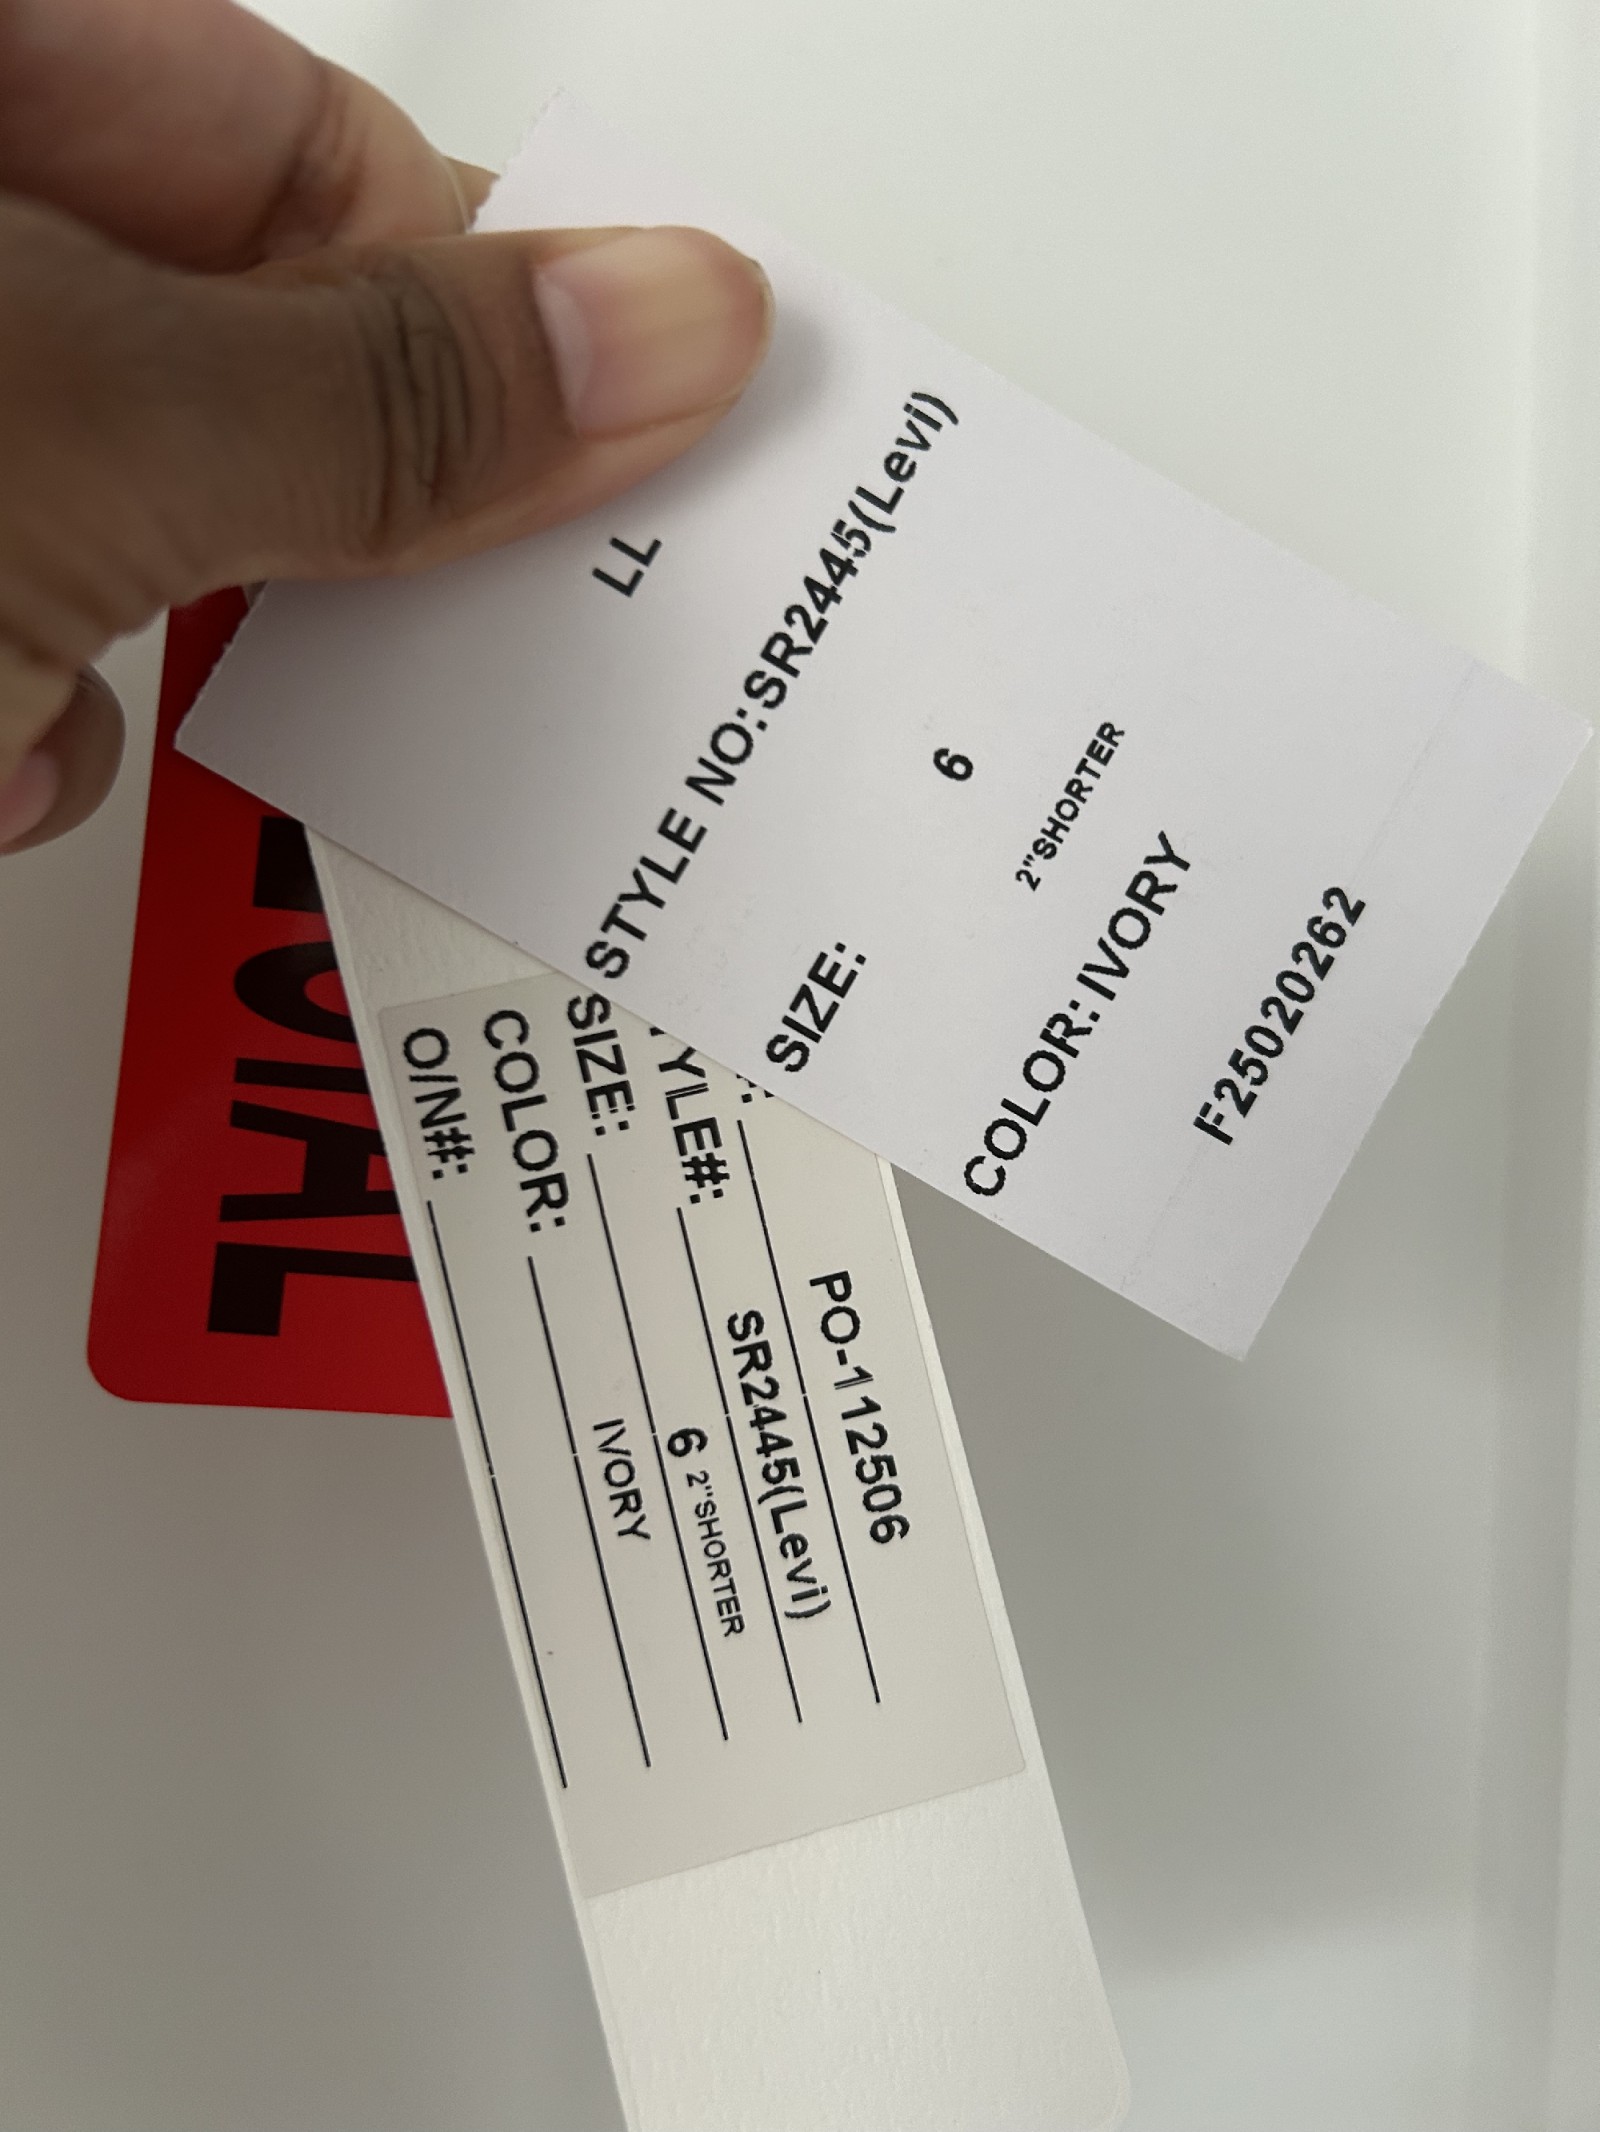 LL
STYLE NO:SR2445(Levi)
SIZE: 6
2"SHORTER
COLOR: IVORY
F25020262
PO-112506
SR2445(Levi)
SIZE: 6 2"SHORTER
COLOR: IVORY
O/N#: